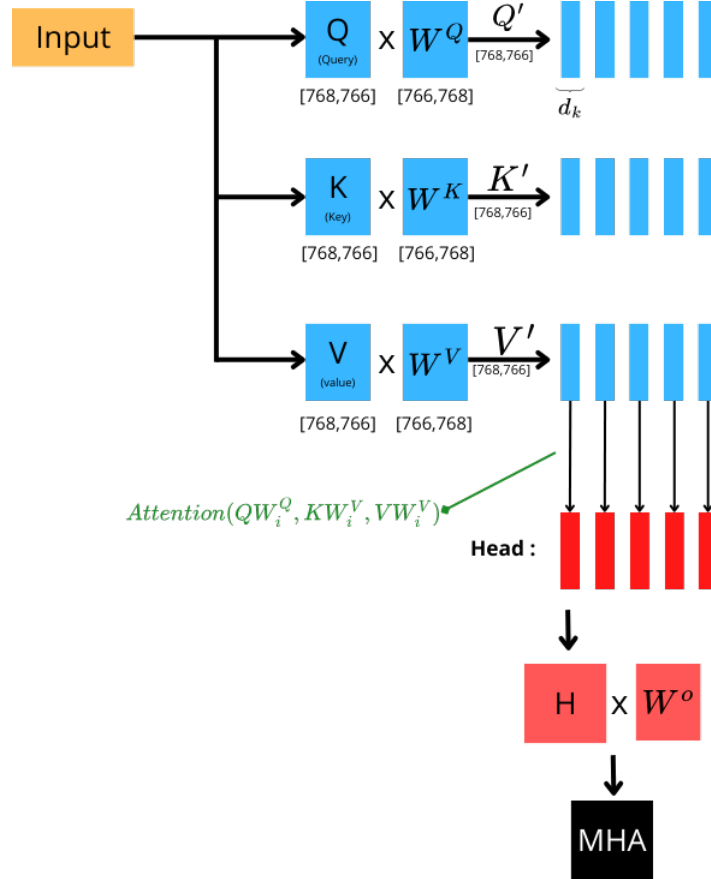 Input
Q
(Query)
x
W^Q
Q'
[768,766]
[768,766]
[766,768]
d_k
K
(Key)
x
W^K
K'
[768,766]
[768,766]
[766,768]
V
(value)
x
W^V
V'
[768,766]
[768,766]
[766,768]
Attention(QW_i^Q, KW_i^V, VW_i^V)
Head :
H
x
W^o
MHA